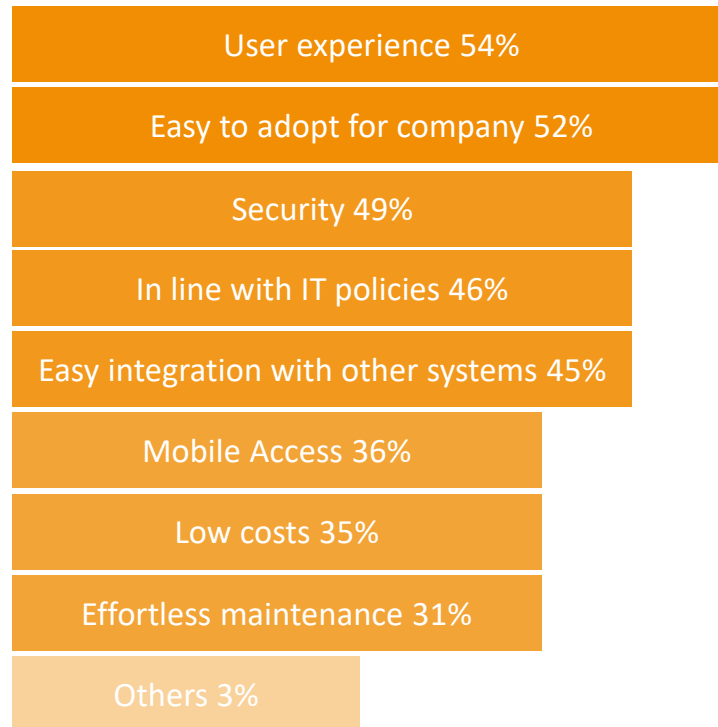 User experience 54%
Easy to adopt for company 52%
Security 49%
In line with IT policies 46%
Easy integration with other systems 45%
Mobile Access 36%
Low costs 35%
Effortless maintenance 31%
Others 3%